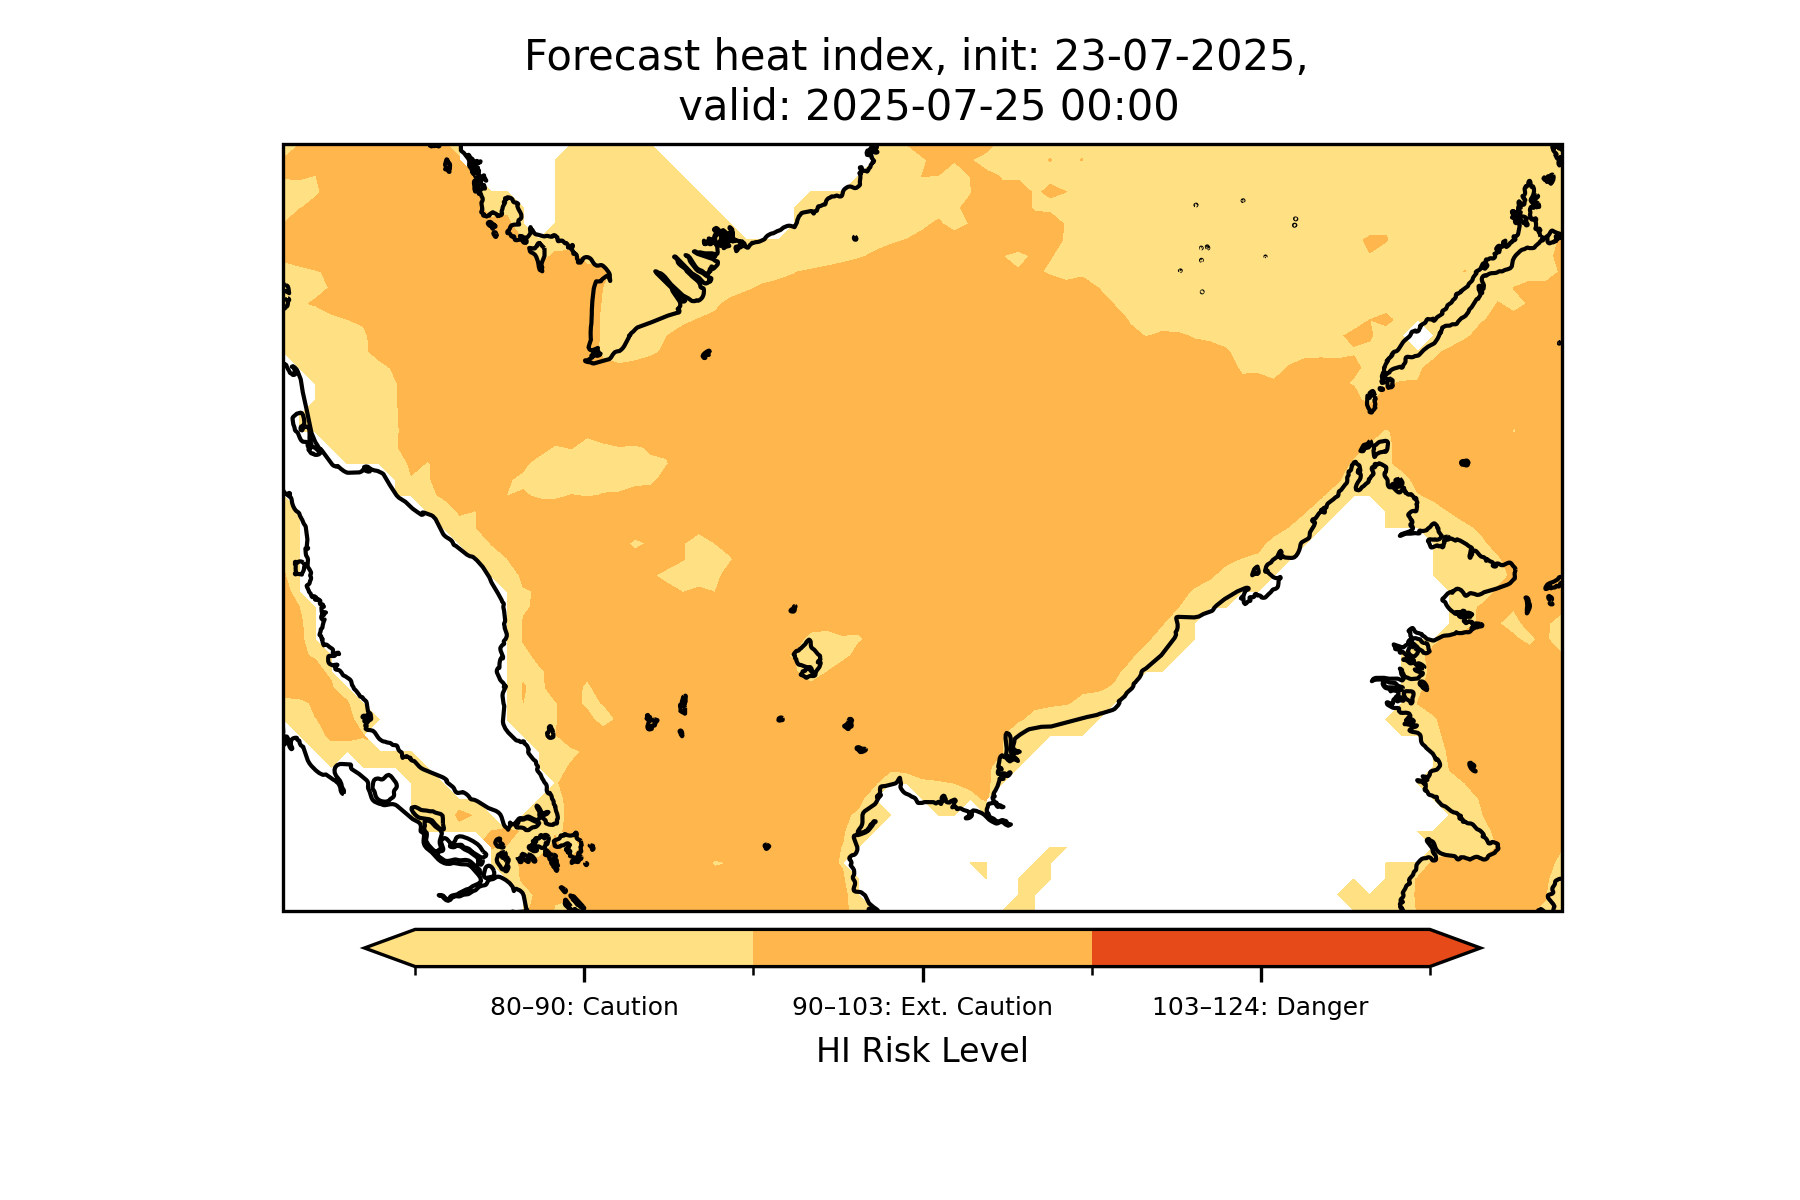 Forecast heat index, init: 23-07-2025,
valid: 2025-07-25 00:00
80–90: Caution
90–103: Ext. Caution
103–124: Danger
HI Risk Level